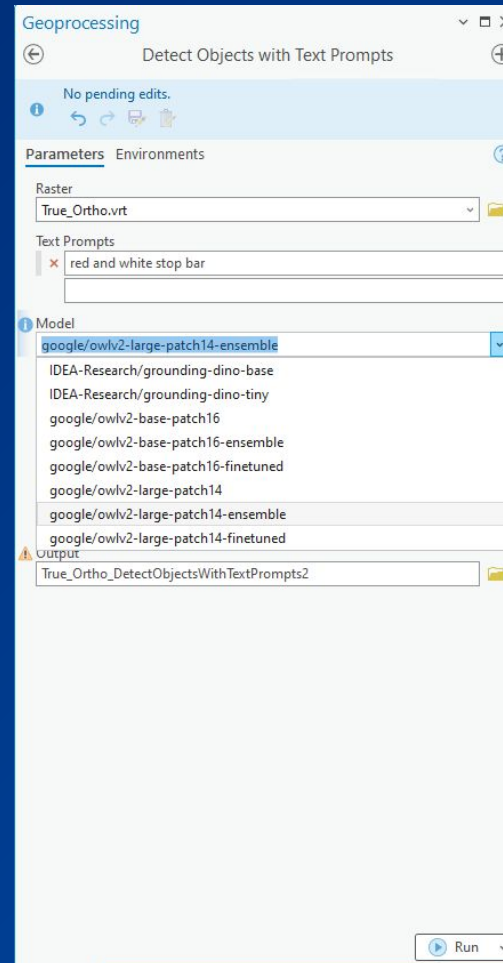 Geoprocessing
Detect Objects with Text Prompts
No pending edits.
Parameters Environments
Raster
True_Ortho.vrt
Text Prompts
red and white stop bar
Model
google/owlv2-large-patch14-ensemble
IDEA-Research/grounding-dino-base
IDEA-Research/grounding-dino-tiny
google/owlv2-base-patch16
google/owlv2-base-patch16-ensemble
google/owlv2-base-patch16-finetuned
google/owlv2-large-patch14
google/owlv2-large-patch14-ensemble
google/owlv2-large-patch14-finetuned
Output
True_Ortho_DetectObjectsWithTextPrompts2
Run